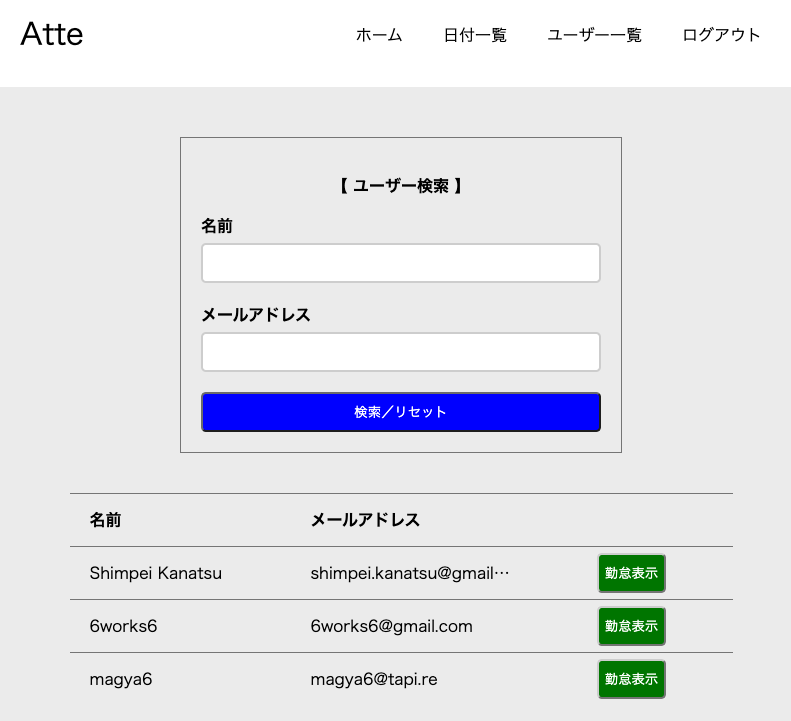 Atte ホーム 日付一覧 ユーザー一覧 ログアウト
【 ユーザー検索 】
名前
メールアドレス
検索／リセット
名前 メールアドレス
Shimpei Kanatsu shimpei.kanatsu@gmail… 勤怠表示
6works6 6works6@gmail.com 勤怠表示
magya6 magya6@tapi.re 勤怠表示